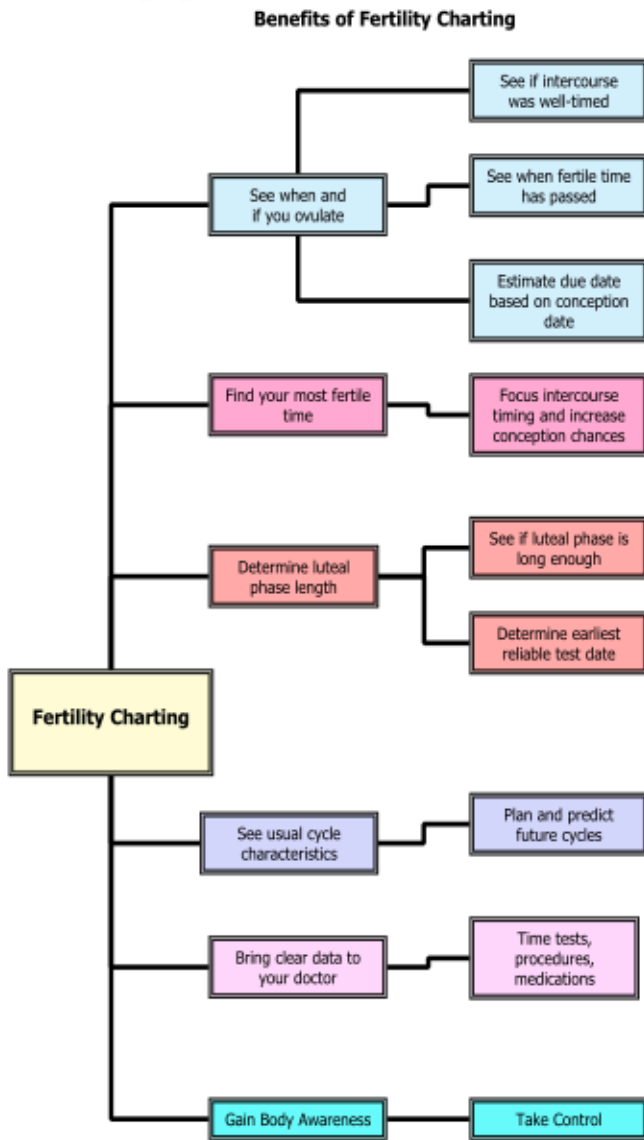 Benefits of Fertility Charting
See if intercourse
was well-timed
See when and
if you ovulate
See when fertile time
has passed
Estimate due date
based on conception
date
Find your most fertile
time
Focus intercourse
timing and increase
conception chances
Determine luteal
phase length
See if luteal phase is
long enough
Determine earliest
reliable test date
Fertility Charting
See usual cycle
characteristics
Plan and predict
future cycles
Bring clear data to
your doctor
Time tests,
procedures,
medications
Gain Body Awareness
Take Control